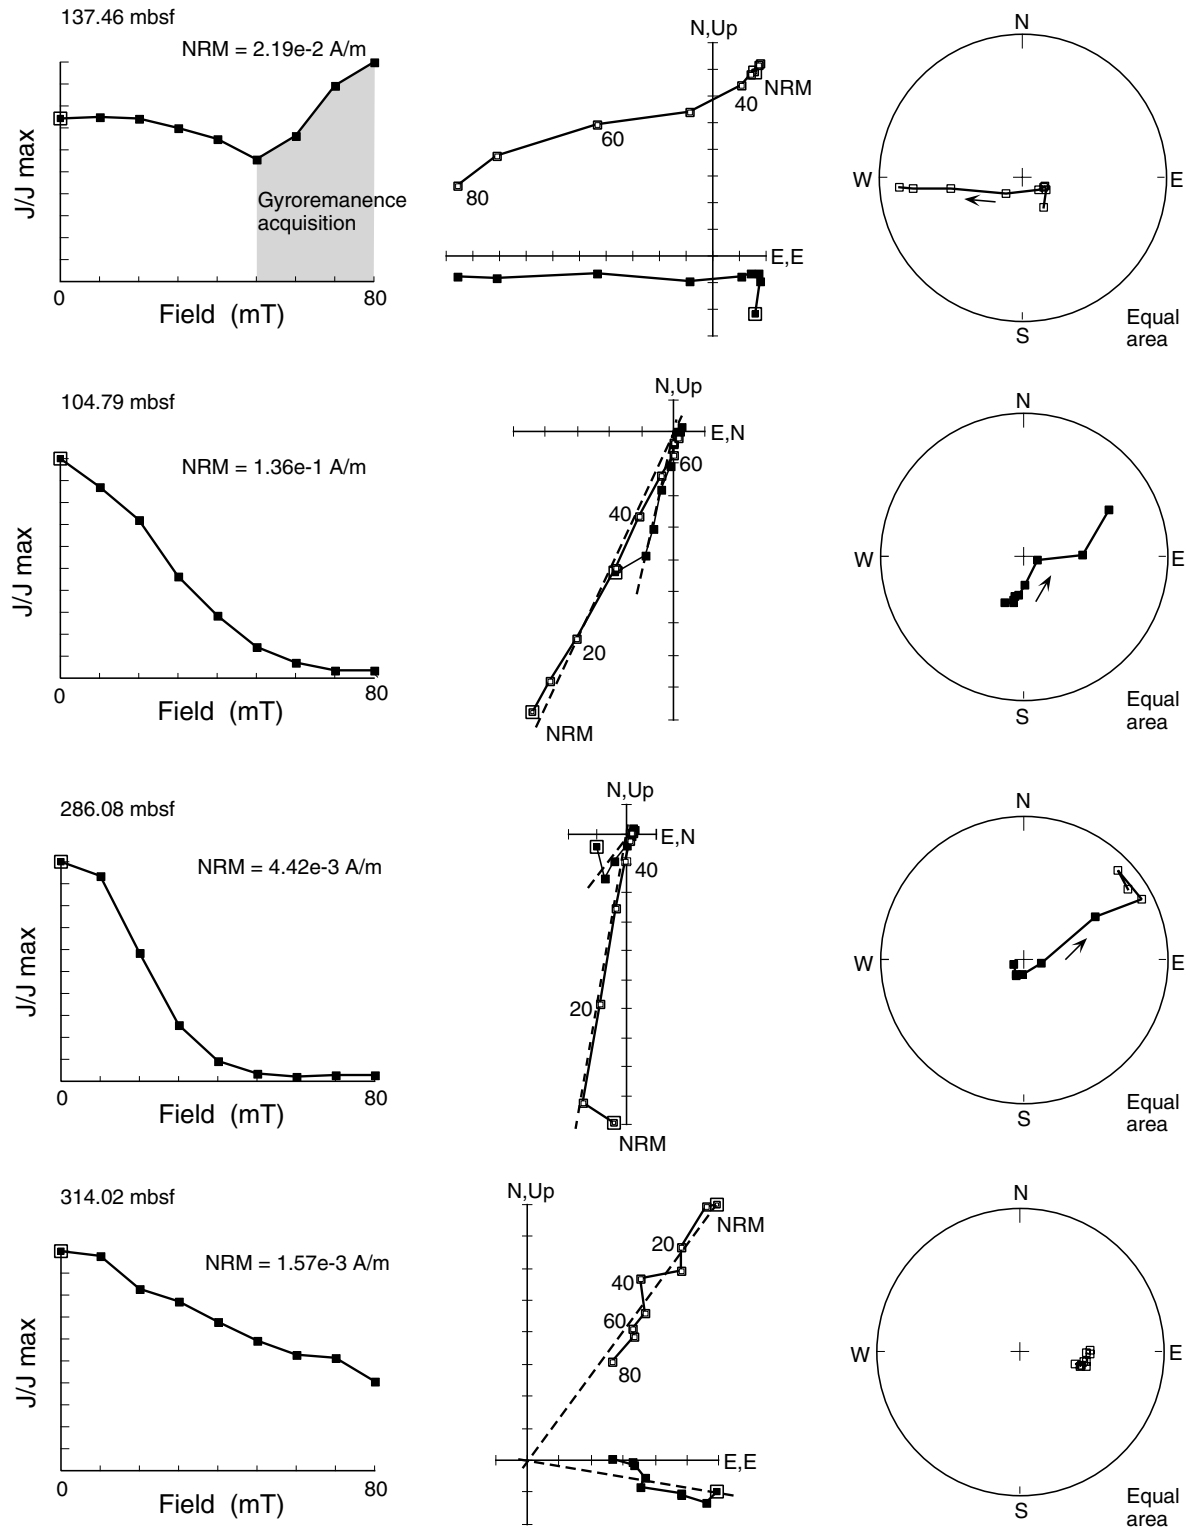 137.46 mbsf
NRM = 2.19e-2 A/m
J/J max
Gyroremanence
acquisition
0
80
Field (mT)
N,Up
NRM
40
60
80
E,E
N
W
E
S
Equal
area
104.79 mbsf
NRM = 1.36e-1 A/m
J/J max
0
80
Field (mT)
N,Up
E,N
60
40
20
NRM
N
W
E
S
Equal
area
286.08 mbsf
NRM = 4.42e-3 A/m
J/J max
0
80
Field (mT)
N,Up
E,N
40
20
NRM
N
W
E
S
Equal
area
314.02 mbsf
NRM = 1.57e-3 A/m
J/J max
0
80
Field (mT)
N,Up
NRM
20
40
60
80
E,E
N
W
E
S
Equal
area